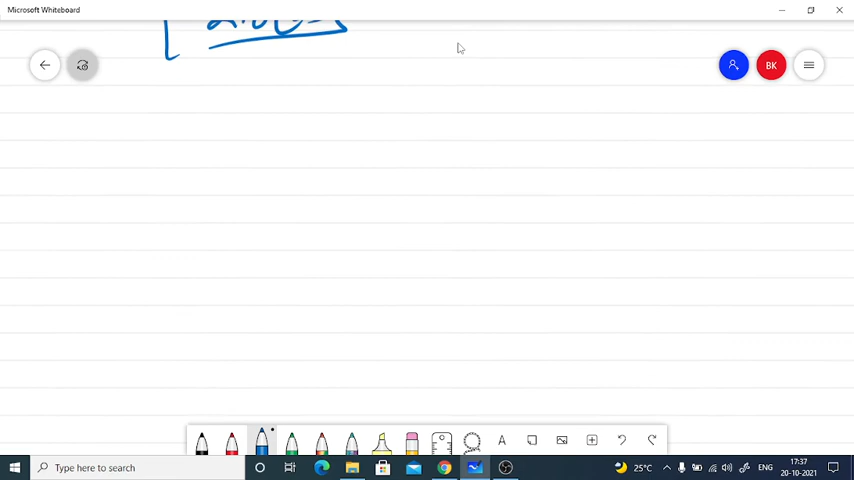 Microsoft Whiteboard
BK
A
Type here to search
25°C
ENG
17:37
20-10-2021